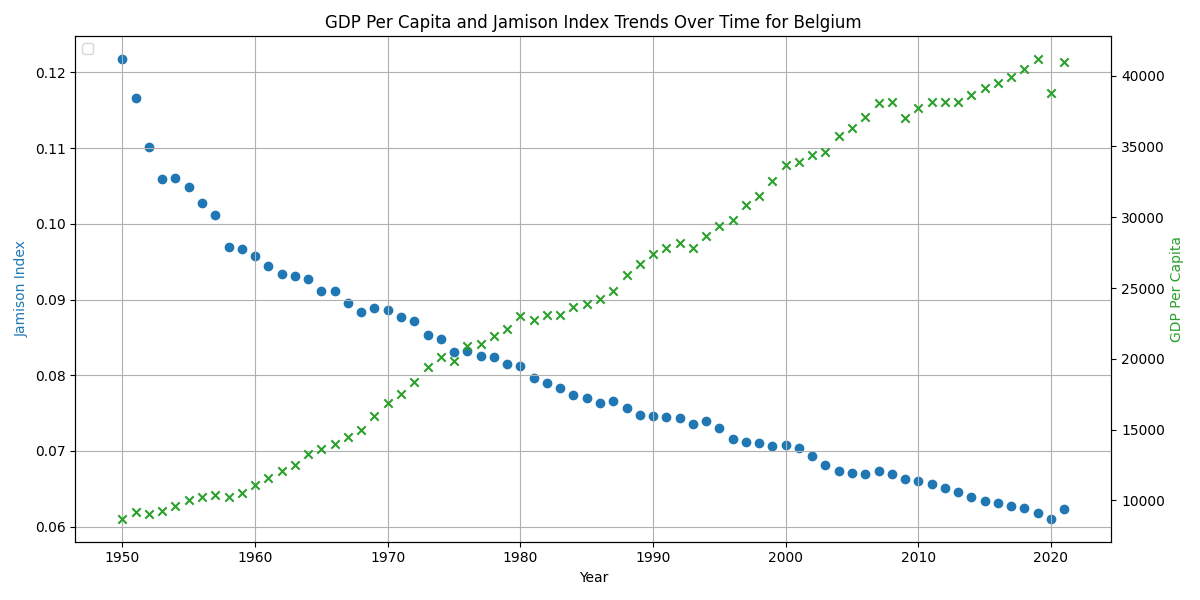 GDP Per Capita and Jamison Index Trends Over Time for Belgium
Jamison Index
0.12
0.11
0.10
0.09
0.08
0.07
0.06
40000
35000
30000
25000
20000
15000
10000
GDP Per Capita
1950 1960 1970 1980 1990 2000 2010 2020
Year